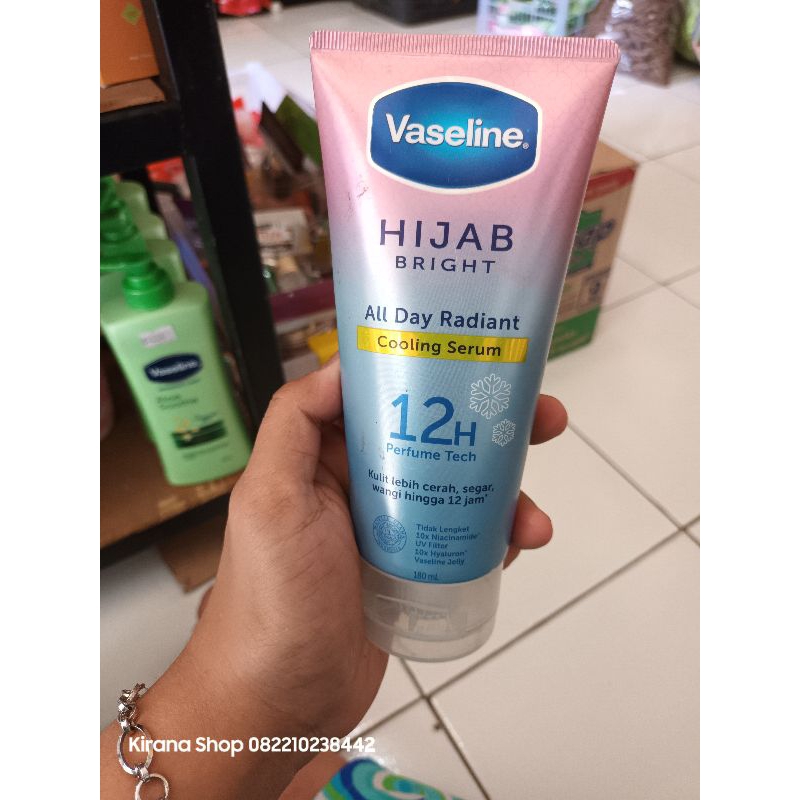 Vaseline®
HIJAB
BRIGHT
All Day Radiant
Cooling Serum
12H
Perfume Tech
Kulit lebih cerah, segar,
wangi hingga 12 jam*
Tidak Lengket
10x Niacinamide*
UV Filter
10x Hyaluron*
Vaseline Jelly
180 mL
Vaseline
Kirana Shop 082210238442